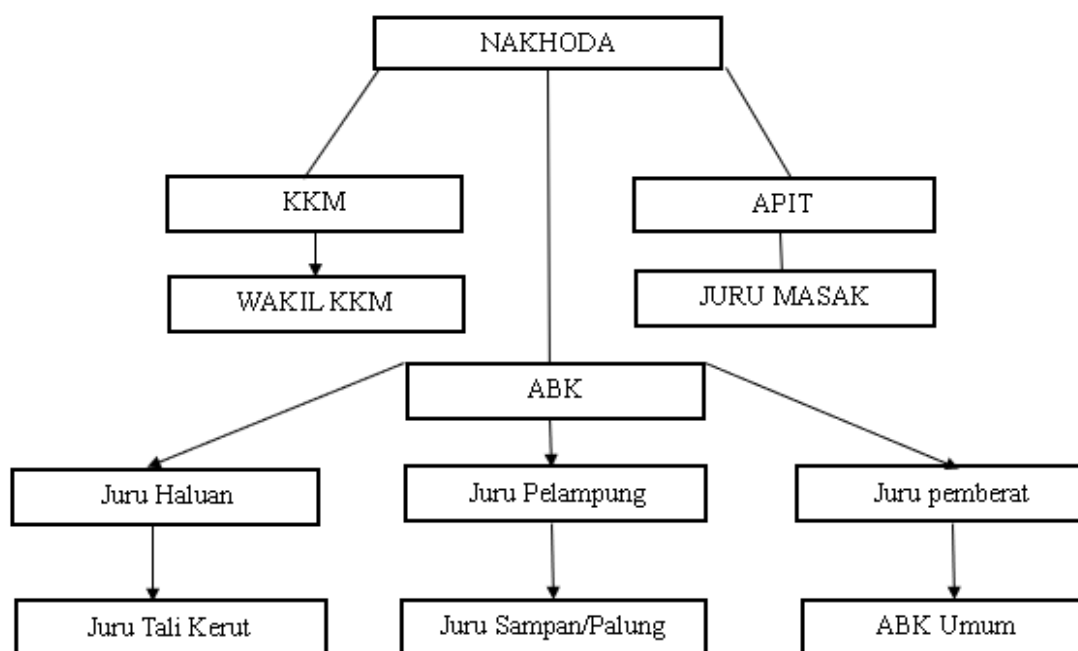 NAKHODA
KKM
APIT
WAKIL KKM
JURU MASAK
ABK
Juru Haluan
Juru Pelampung
Juru pemberat
Juru Tali Kerut
Juru Sampan/Palung
ABK Umum